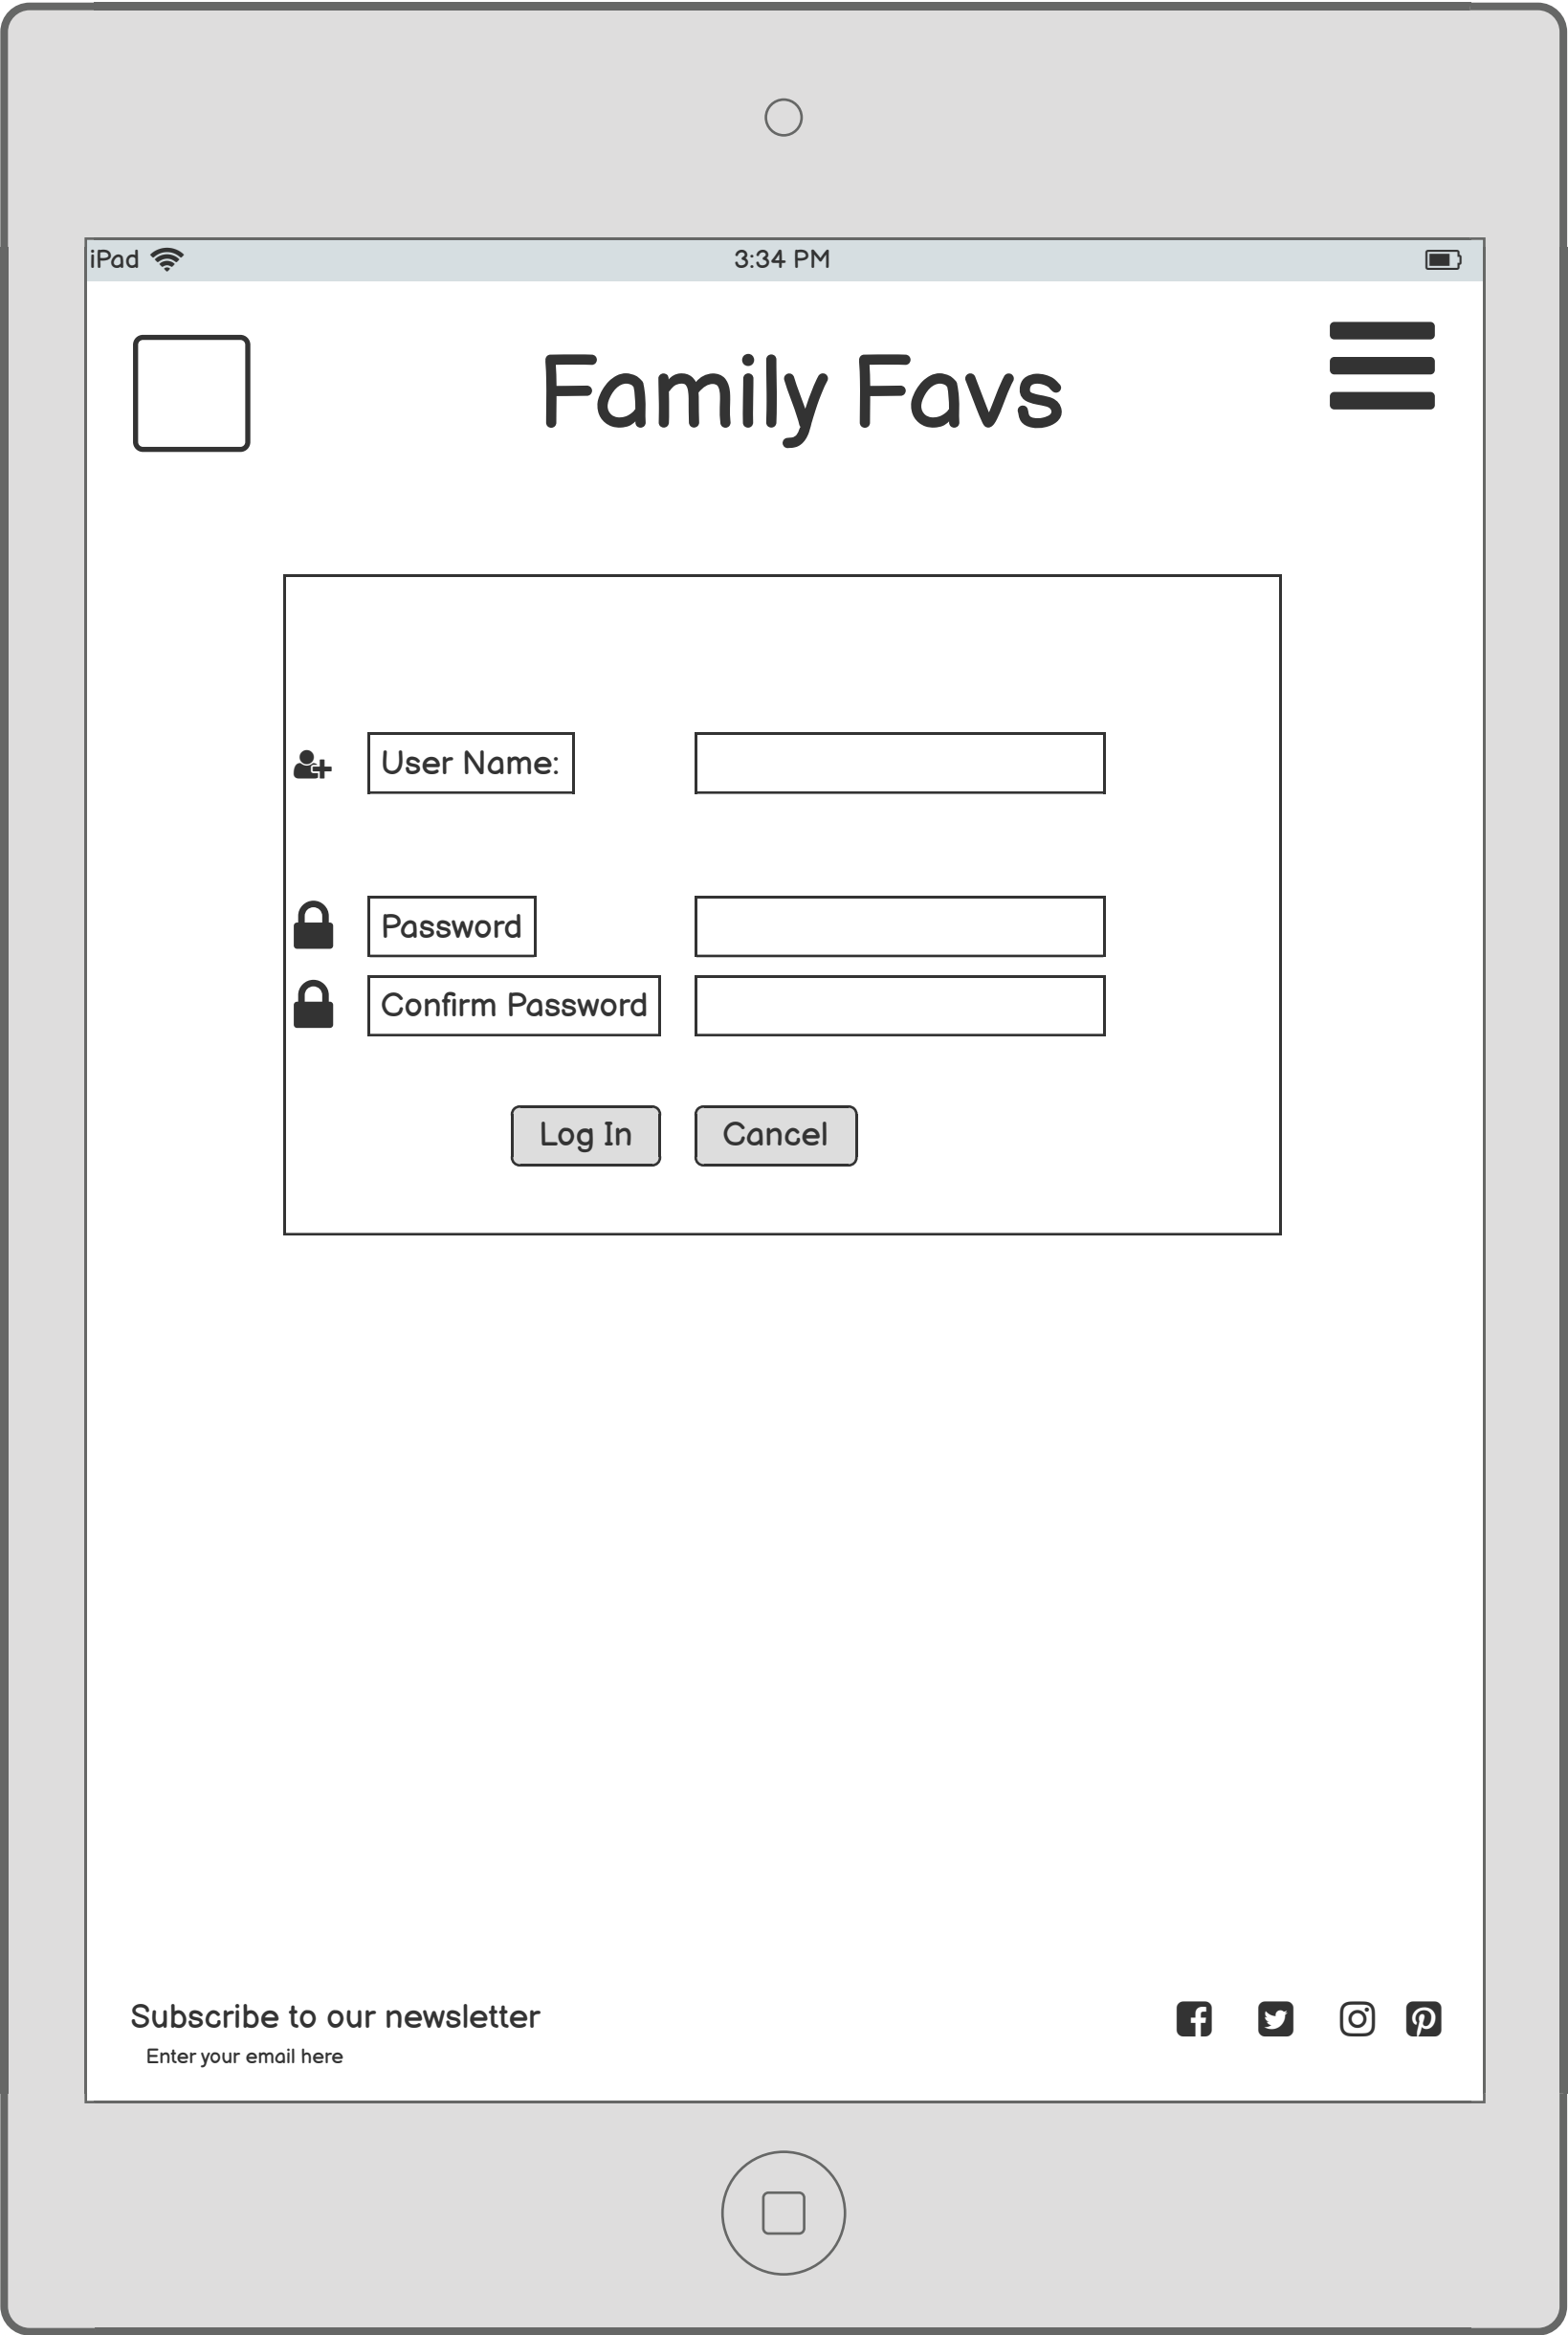 iPad 3:34 PM
Family Favs
User Name:
Password
Confirm Password
Log In Cancel
Subscribe to our newsletter
Enter your email here